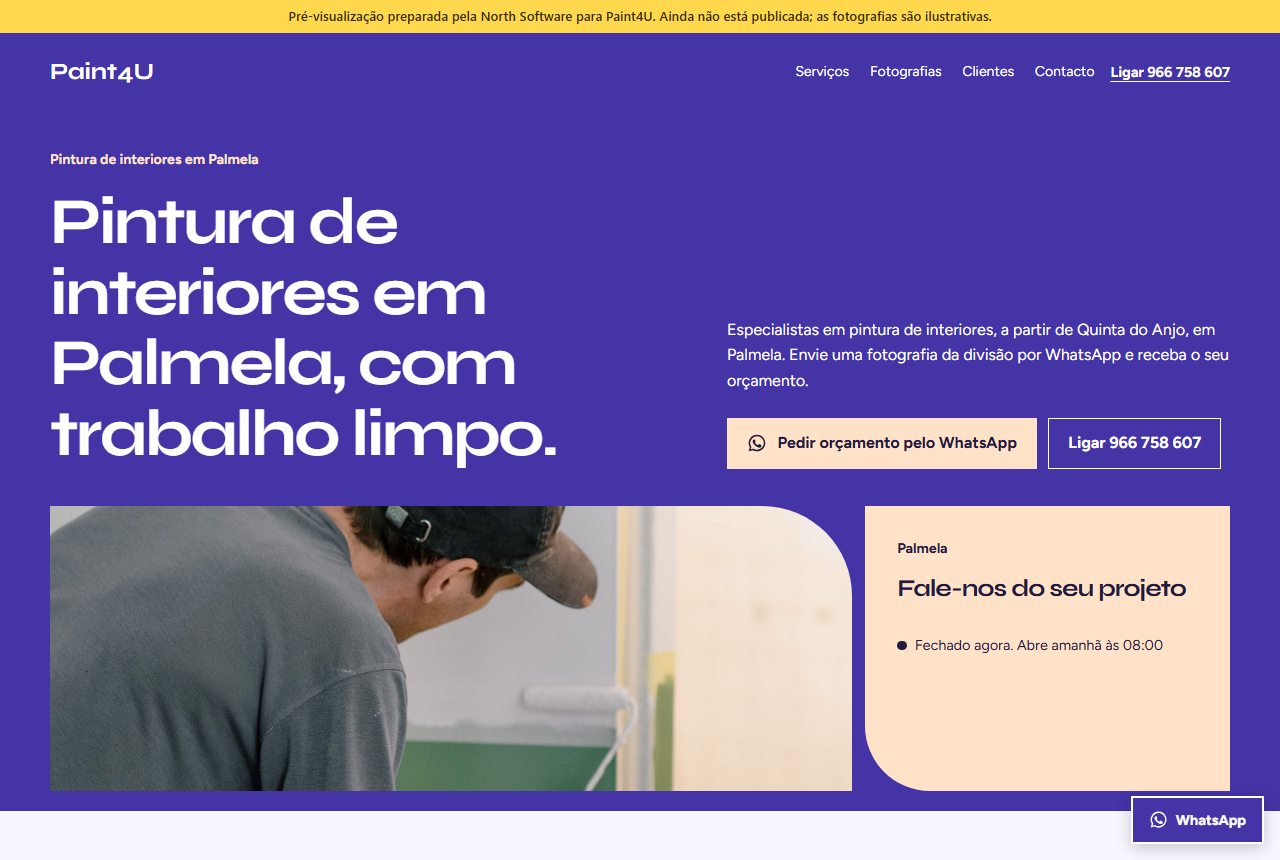 Pré-visualização preparada pela North Software para Paint4U. Ainda não está publicada; as fotografias são ilustrativas.
Paint4U
Serviços Fotografias Clientes Contacto Ligar 966 758 607
Pintura de interiores em Palmela
Pintura de
interiores em
Palmela, com
trabalho limpo.
Especialistas em pintura de interiores, a partir de Quinta do Anjo, em
Palmela. Envie uma fotografia da divisão por WhatsApp e receba o seu
orçamento.
Pedir orçamento pelo WhatsApp
Ligar 966 758 607
Palmela
Fale-nos do seu projeto
Fechado agora. Abre amanhã às 08:00
WhatsApp